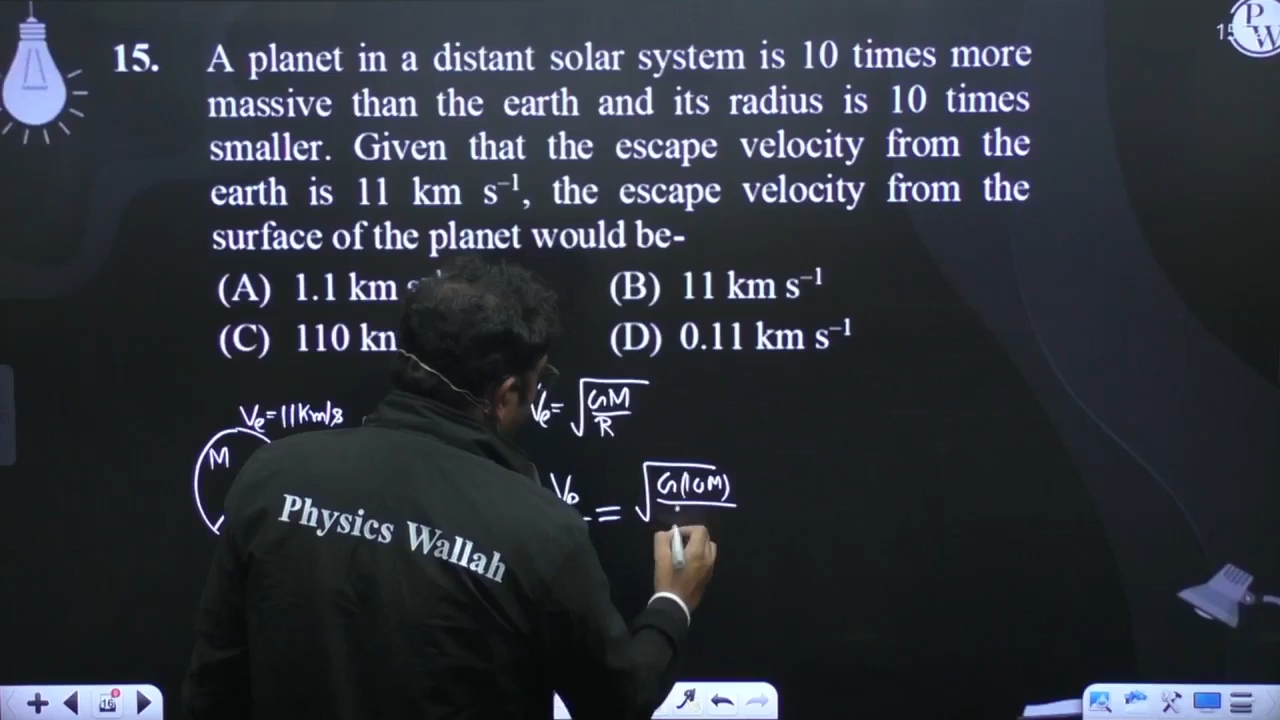 15. A planet in a distant solar system is 10 times more
massive than the earth and its radius is 10 times
smaller. Given that the escape velocity from the
earth is 11 km s⁻¹, the escape velocity from the
surface of the planet would be-
(A) 1.1 km
(B) 11 km s⁻¹
(C) 110
(D) 0.11 km s⁻¹
Ve = 11 Km/s
M
Ve = √(GM/R)
Ve = √(G(10M)
Physics Wallah
PW